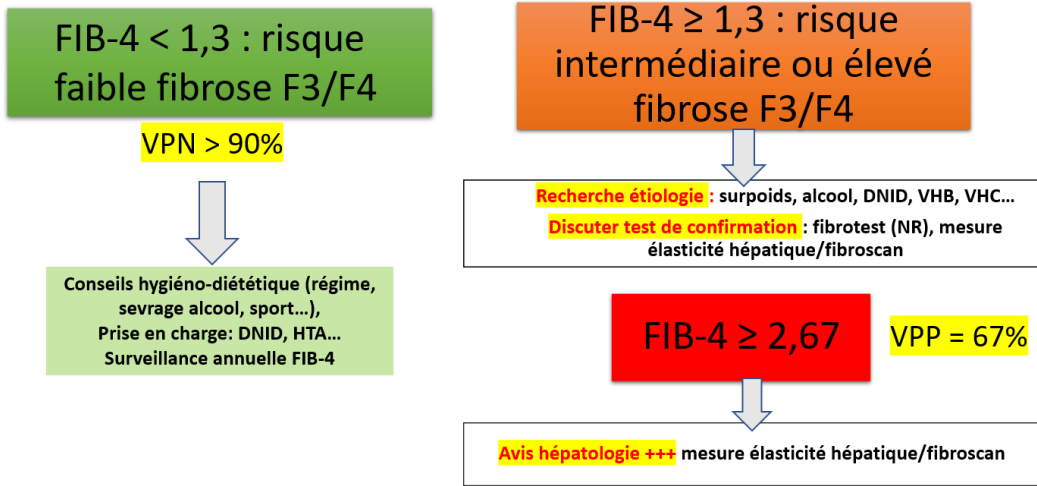 FIB-4 < 1,3 : risque
faible fibrose F3/F4
VPN > 90%
Conseils hygiéno-diététique (régime,
sevrage alcool, sport...),
Prise en charge: DNID, HTA...
Surveillance annuelle FIB-4
FIB-4 ≥ 1,3 : risque
intermédiaire ou élevé
fibrose F3/F4
Recherche étiologie : surpoids, alcool, DNID, VHB, VHC...
Discuter test de confirmation : fibrotest (NR), mesure
élasticité hépatique/fibroscan
FIB-4 ≥ 2,67
VPP = 67%
Avis hépatologie +++ mesure élasticité hépatique/fibroscan